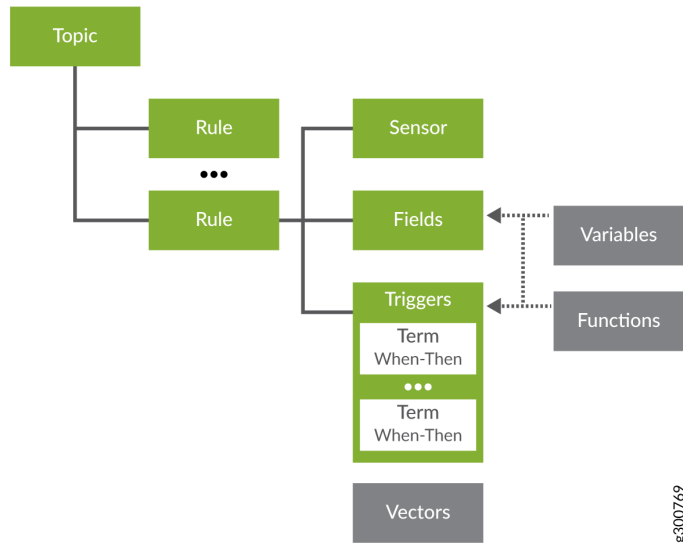 Topic
Rule
Sensor
•••
Rule
Fields
Variables
Triggers
Functions
Term
When-Then
•••
Term
When-Then
Vectors
g300769